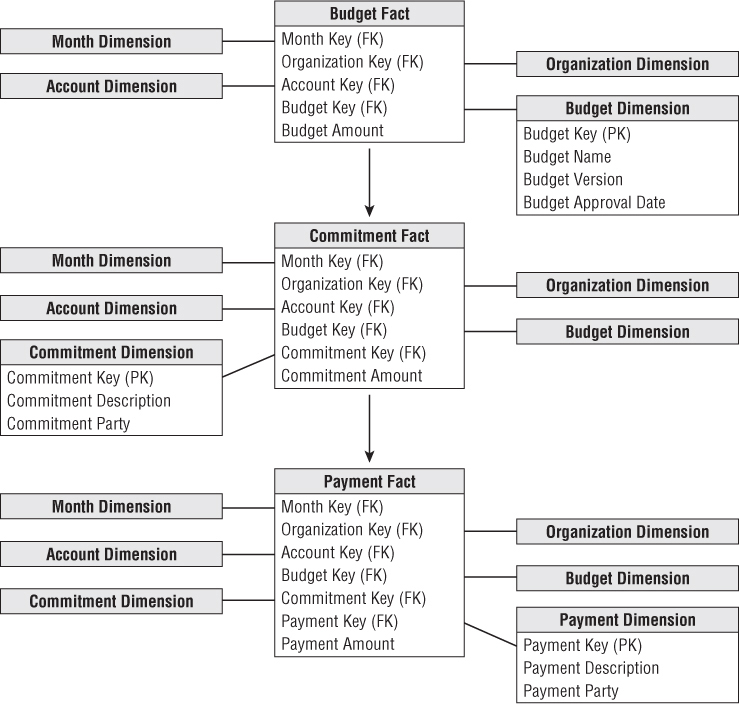 Budget Fact
Month Key (FK)
Organization Key (FK)
Account Key (FK)
Budget Key (FK)
Budget Amount
Month Dimension
Account Dimension
Organization Dimension
Budget Dimension
Budget Key (PK)
Budget Name
Budget Version
Budget Approval Date
Commitment Fact
Month Key (FK)
Organization Key (FK)
Account Key (FK)
Budget Key (FK)
Commitment Key (FK)
Commitment Amount
Month Dimension
Account Dimension
Commitment Dimension
Commitment Key (PK)
Commitment Description
Commitment Party
Organization Dimension
Budget Dimension
Payment Fact
Month Key (FK)
Organization Key (FK)
Account Key (FK)
Budget Key (FK)
Commitment Key (FK)
Payment Key (FK)
Payment Amount
Month Dimension
Account Dimension
Commitment Dimension
Organization Dimension
Budget Dimension
Payment Dimension
Payment Key (PK)
Payment Description
Payment Party